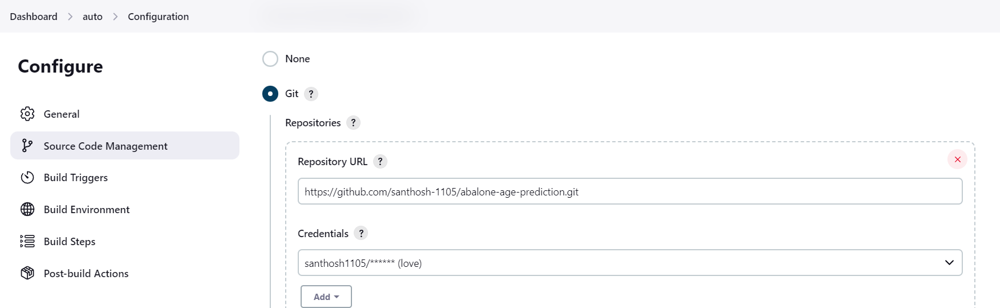 Dashboard > auto > Configuration
Configure
General
Source Code Management
Build Triggers
Build Environment
Build Steps
Post-build Actions
None
Git ?
Repositories ?
Repository URL ?
https://github.com/santhosh-1105/abalone-age-prediction.git
Credentials ?
santhosh1105/****** (love)
Add